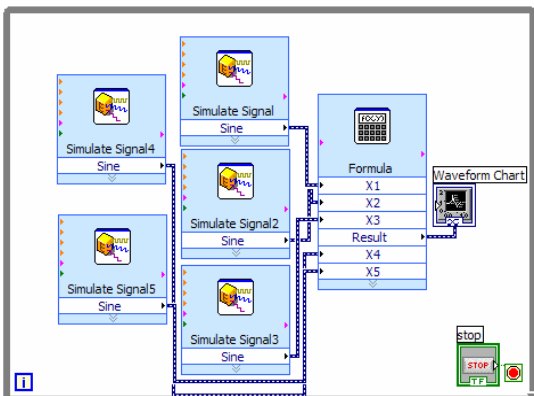 Simulate Signal4
Sine
Simulate Signal
Sine
Simulate Signal2
Sine
Simulate Signal5
Sine
Simulate Signal3
Sine
F(X,Y)
Formula
X1
X2
X3
Result
X4
X5
Waveform Chart
stop
STOP
TF
i